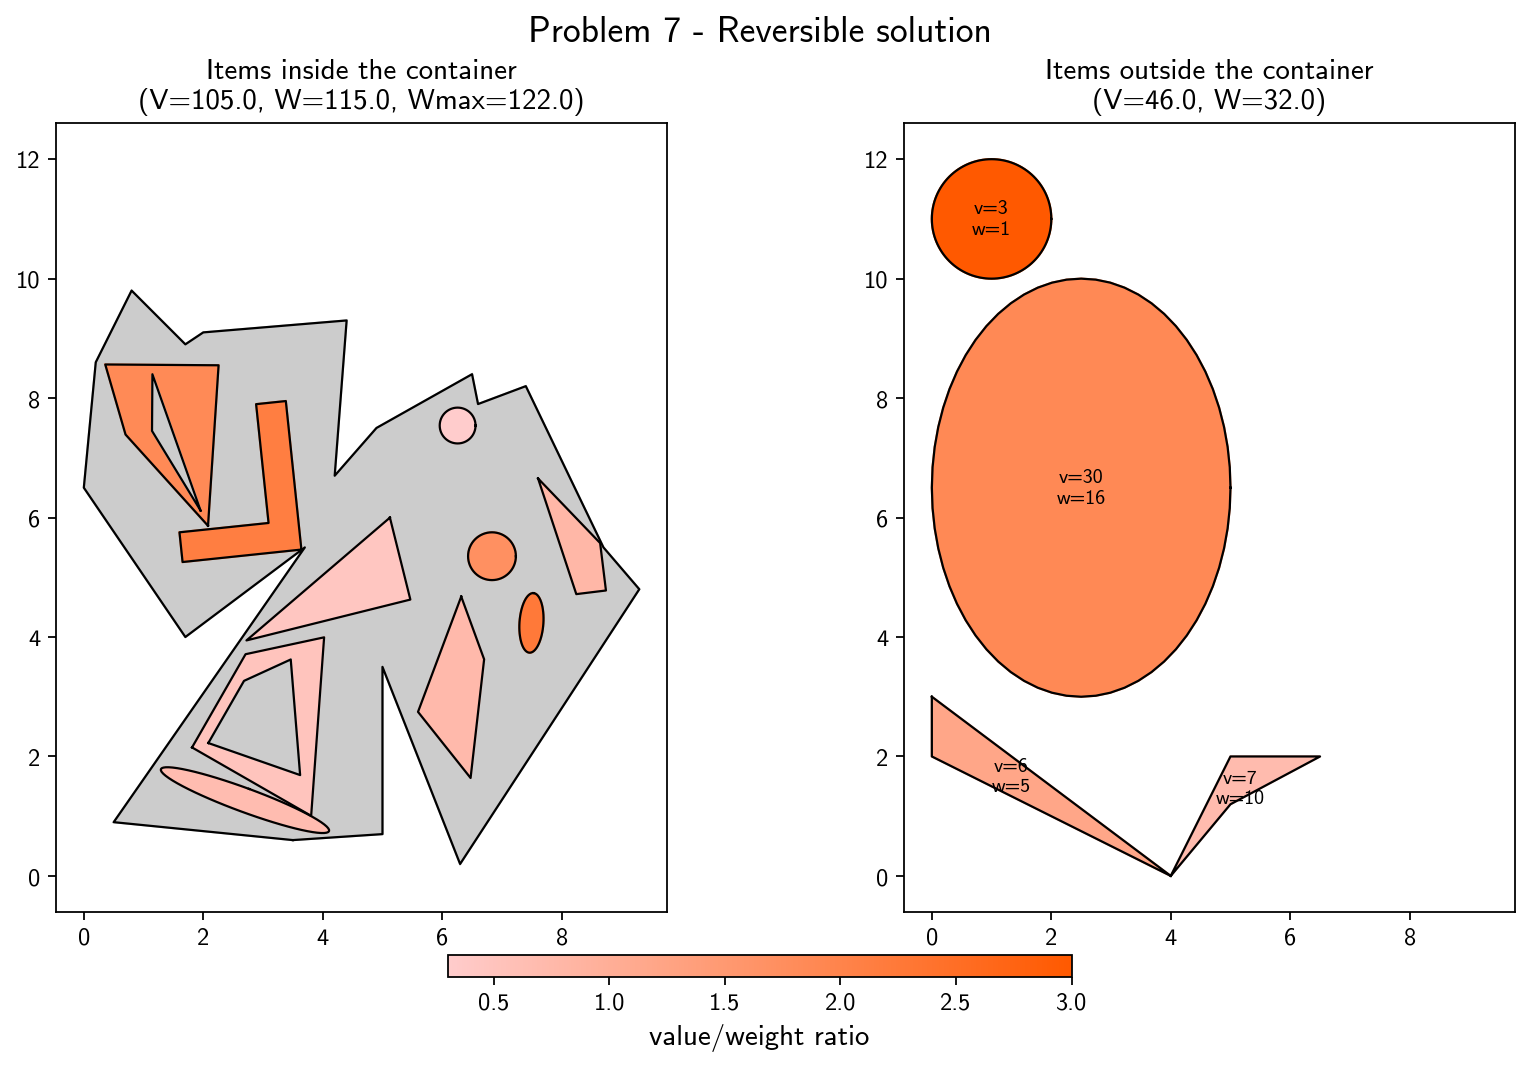 Problem 7 - Reversible solution
Items inside the container
(V=105.0, W=115.0, Wmax=122.0)
12
10
8
6
4
2
0
0 2 4 6 8
Items outside the container
(V=46.0, W=32.0)
12
10
8
6
4
2
0
v=3
w=1
v=30
w=16
v=6
w=5
v=7
w=10
0 2 4 6 8
0.5 1.0 1.5 2.0 2.5 3.0
value/weight ratio